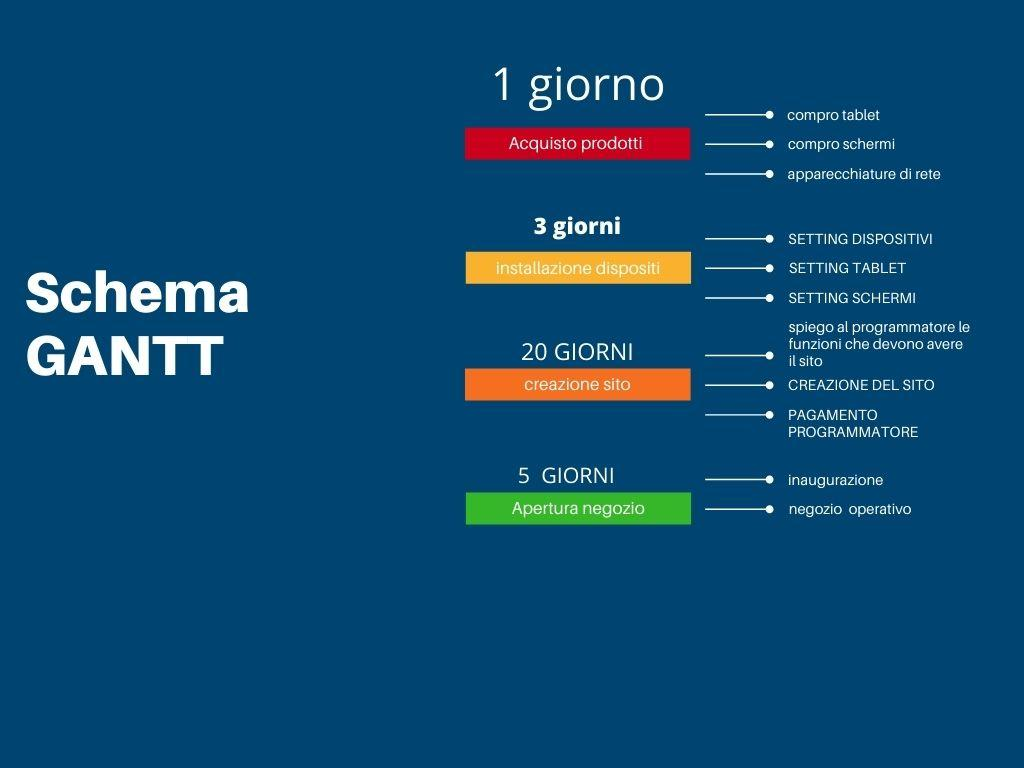 Schema
GANTT
1 giorno
Acquisto prodotti
compro tablet
compro schermi
apparecchiature di rete
3 giorni
installazione dispositi
SETTING DISPOSITIVI
SETTING TABLET
SETTING SCHERMI
20 GIORNI
creazione sito
spiego al programmatore le
funzioni che devono avere
il sito
CREAZIONE DEL SITO
PAGAMENTO
PROGRAMMATORE
5 GIORNI
Apertura negozio
inaugurazione
negozio operativo